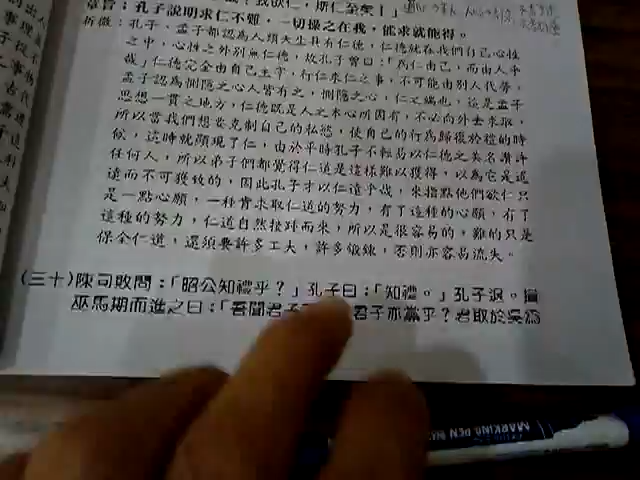 我欲仁，斯仁至矣！」
章旨：孔子說明求仁不難，一切操之在我，能求就能得。
析微：孔子、孟子都認為人類天生具有仁德，仁德就在我們自己心性
之中，心性之外別無仁德，故孔子嘗曰：「為仁由己，而由人乎
哉」仁德完全由自己主宰，行仁求仁之事，不可能由別人代勞，
孟子認為惻隱之心人皆有之，惻隱之心，仁之端也，這是孟子
思想一貫之地方，仁德既是人之本心所固有，不必向外去求取，
所以當我們想要克制自己的私慾，使自己的行為歸復於禮的時
候，這時就顯現了仁，由於平時孔子不輕易以仁德之美名讚許
任何人，所以弟子們都覺得仁道是這樣難以獲得，以為它是遙
遠而不可獲致的，因此孔子才以仁遠乎哉，來指點他們欲仁只
是一點心願，一種肯求取仁道的努力，有了這種的心願，有了
這種的努力，仁道自然接踵而來，所以是很容易的，難的只是
保全仁道，還須要許多工夫，許多鍛鍊，否則亦容易流失。
(三十)陳司敗問：「昭公知禮乎？」孔子曰：「知禮。」孔子退。揖
巫馬期而進之曰：「吾聞君子 君子亦黨乎？君取於吳為
MARKING PEN